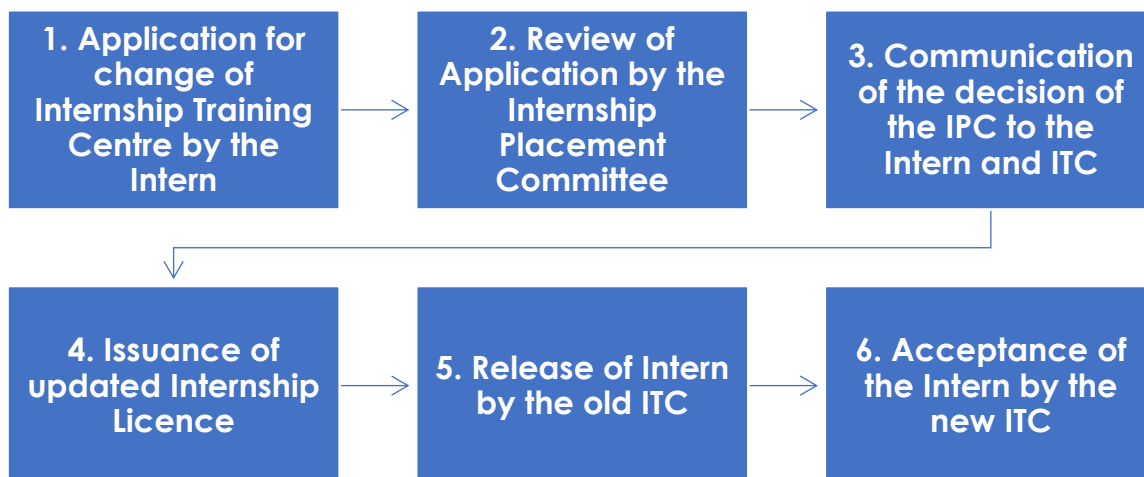 1. Application for
change of
Internship Training
Centre by the
Intern
2. Review of
Application by the
Internship
Placement
Committee
3. Communication
of the decision of
the IPC to the
Intern and ITC
4. Issuance of
updated Internship
Licence
5. Release of Intern
by the old ITC
6. Acceptance of
the Intern by the
new ITC